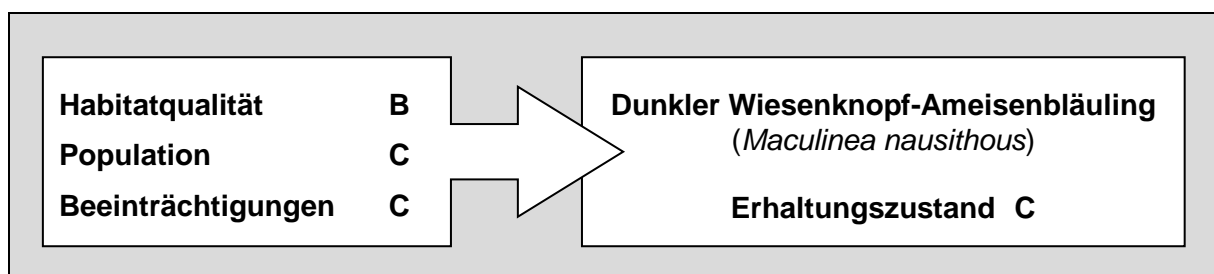 Habitatqualität B
Population C
Beeinträchtigungen C
Dunkler Wiesenknopf-Ameisenbläuling
(Maculinea nausithous)
Erhaltungszustand C